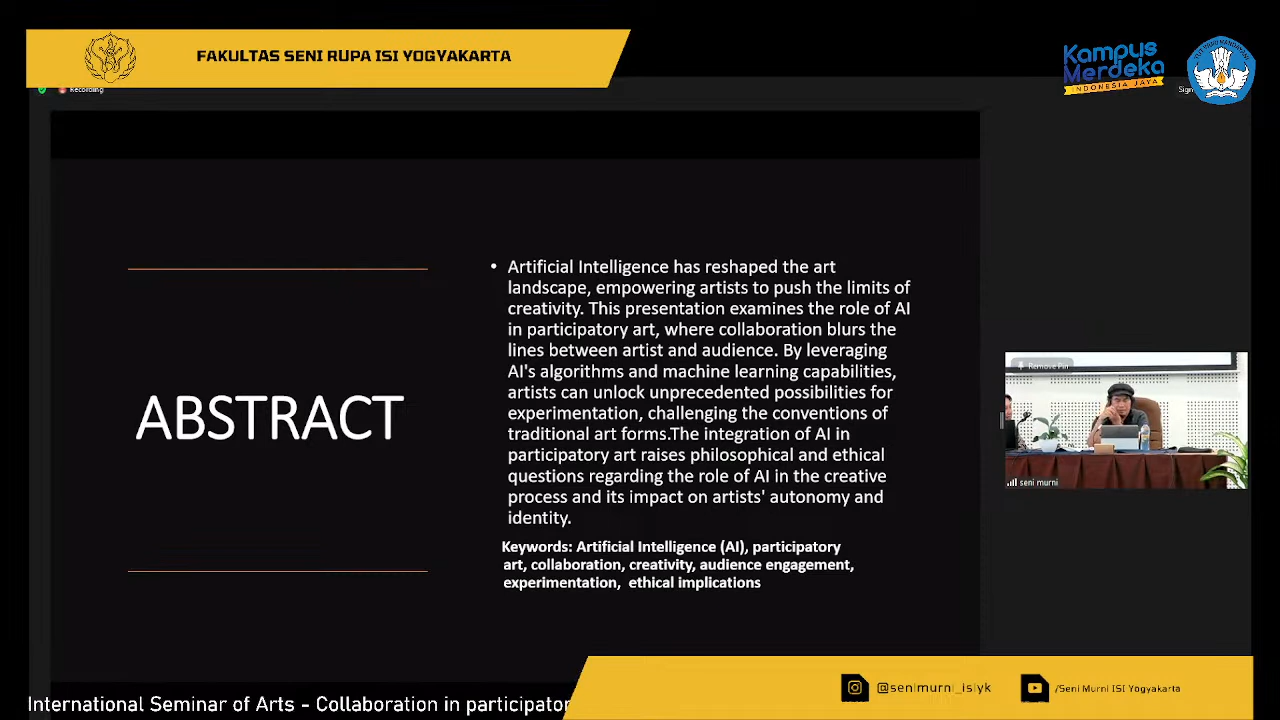 FAKULTAS SENI RUPA ISI YOGYAKARTA
Kampus
Merdeka
INDONESIA JAYA
Recording
Sign
Artificial Intelligence has reshaped the art
landscape, empowering artists to push the limits of
creativity. This presentation examines the role of AI
in participatory art, where collaboration blurs the
lines between artist and audience. By leveraging
AI's algorithms and machine learning capabilities,
artists can unlock unprecedented possibilities for
experimentation, challenging the conventions of
traditional art forms.The integration of AI in
participatory art raises philosophical and ethical
questions regarding the role of AI in the creative
process and its impact on artists' autonomy and
identity.
ABSTRACT
Keywords: Artificial Intelligence (AI), participatory
art, collaboration, creativity, audience engagement,
experimentation, ethical implications
Remove Pin
seni murni
@senimurni_isiyk
/Seni Murni ISI Yogyakarta
International Seminar of Arts - Collaboration in participator